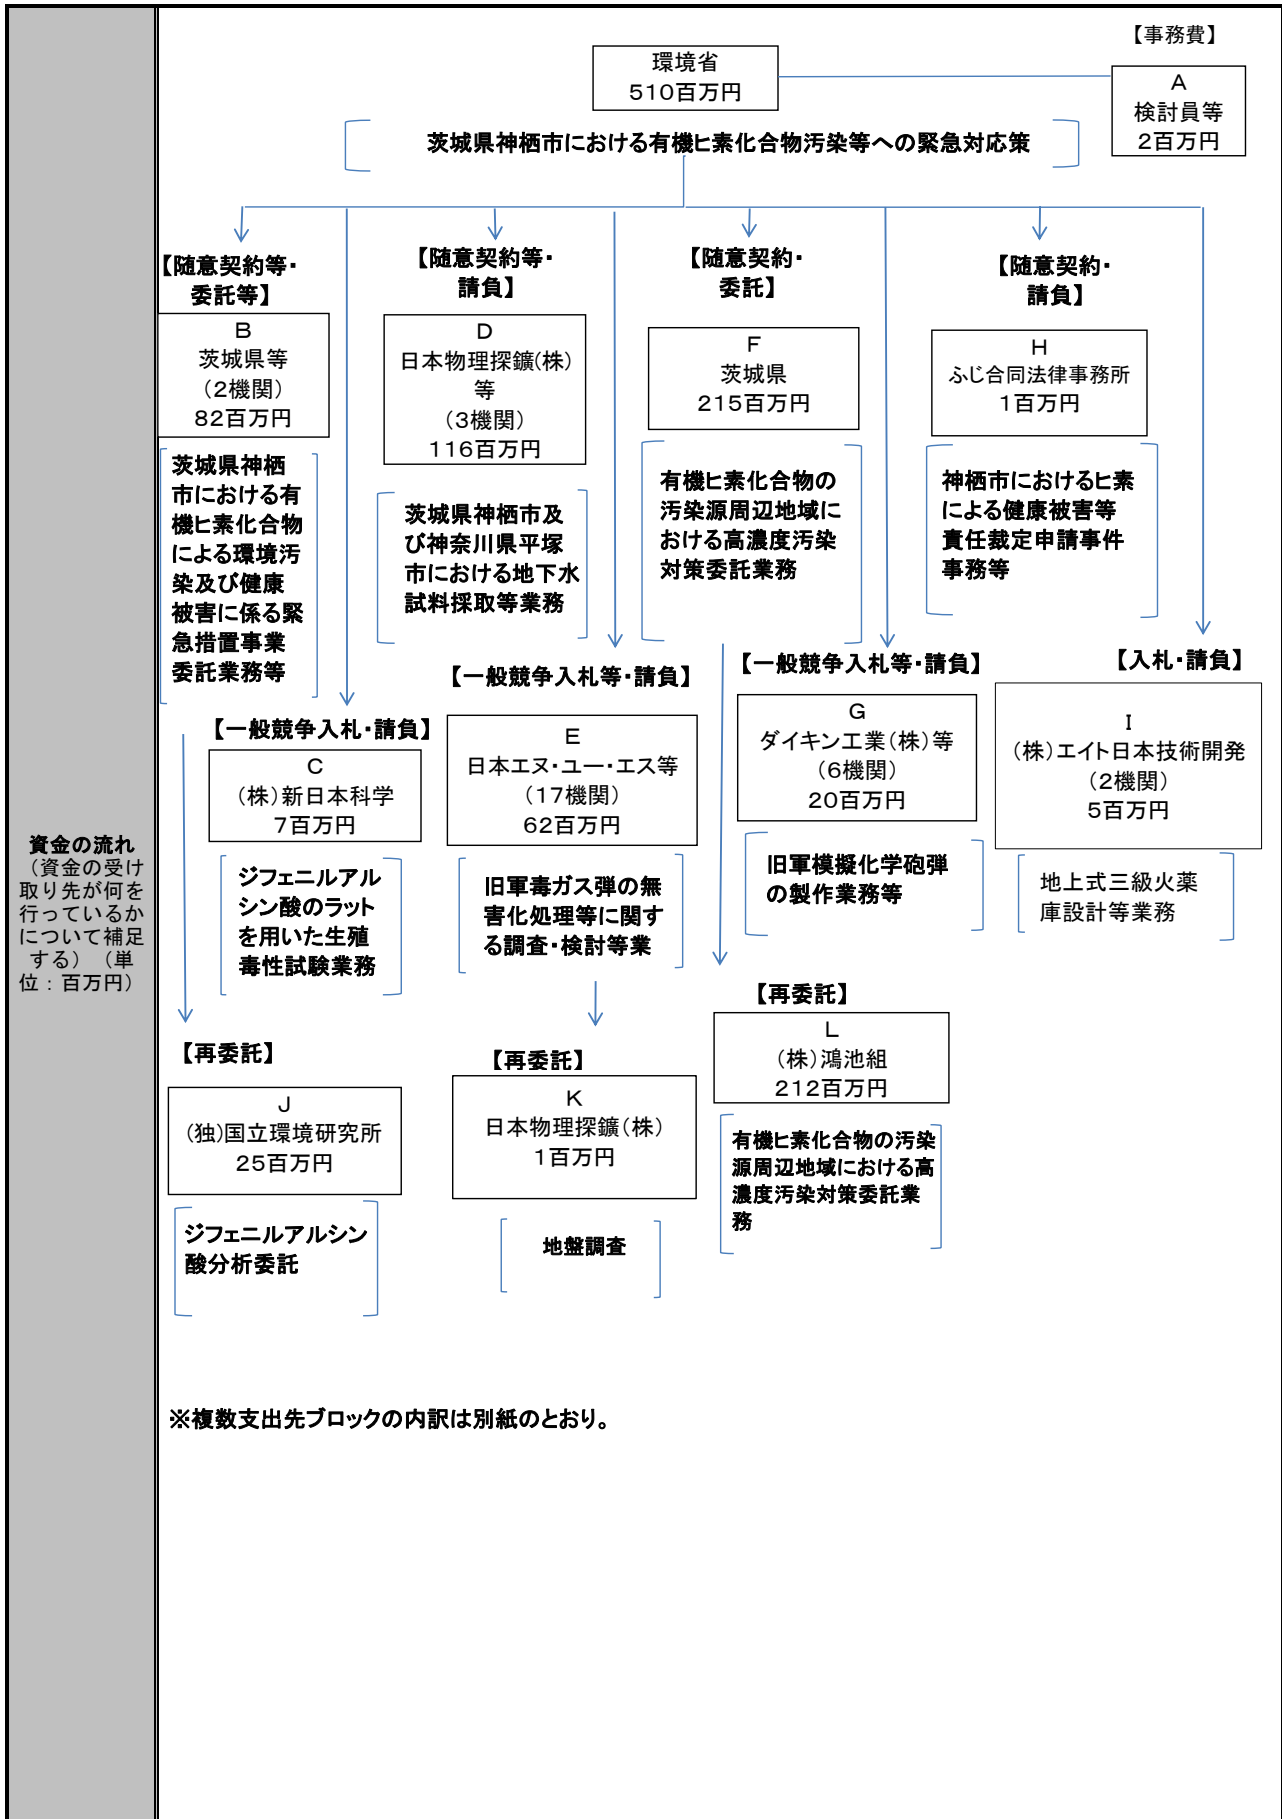 資金の流れ
（資金の受け
取り先が何を
行っているか
について補足
する）（単
位：百万円）
【事務費】
環境省
510百万円
A
検討員等
2百万円
茨城県神栖市における有機ヒ素化合物汚染等への緊急対応策
【随意契約等・
委託等】
B
茨城県等
（2機関）
82百万円
茨城県神栖
市における有
機ヒ素化合物
による環境汚
染及び健康
被害に係る緊
急措置事業
委託業務等
【随意契約等・
請負】
D
日本物理探鑛（株）
等
（3機関）
116百万円
茨城県神栖市及
び神奈川県平塚
市における地下水
試料採取等業務
【随意契約・
委託】
F
茨城県
215百万円
有機ヒ素化合物の
汚染源周辺地域に
おける高濃度汚染
対策委託業務
【随意契約・
請負】
H
ふじ合同法律事務所
1百万円
神栖市におけるヒ素
による健康被害等
責任裁定申請事件
事務等
【一般競争入札・請負】
C
（株）新日本科学
7百万円
ジフェニルアル
シン酸のラット
を用いた生殖
毒性試験業務
【一般競争入札等・請負】
E
日本エヌ・ユー・エス等
（17機関）
62百万円
旧軍毒ガス弾の無
害化処理等に関す
る調査・検討等業
【一般競争入札等・請負】
G
ダイキン工業（株）等
（6機関）
20百万円
旧軍模擬化学砲弾
の製作業務等
【入札・請負】
I
（株）エイト日本技術開発
（2機関）
5百万円
地上式三級火薬
庫設計等業務
【再委託】
J
（独）国立環境研究所
25百万円
ジフェニルアルシン
酸分析委託
【再委託】
K
日本物理探鑛（株）
1百万円
地盤調査
【再委託】
L
（株）鴻池組
212百万円
有機ヒ素化合物の汚染
源周辺地域における高
濃度汚染対策委託業
務
※複数支出先ブロックの内訳は別紙のとおり。